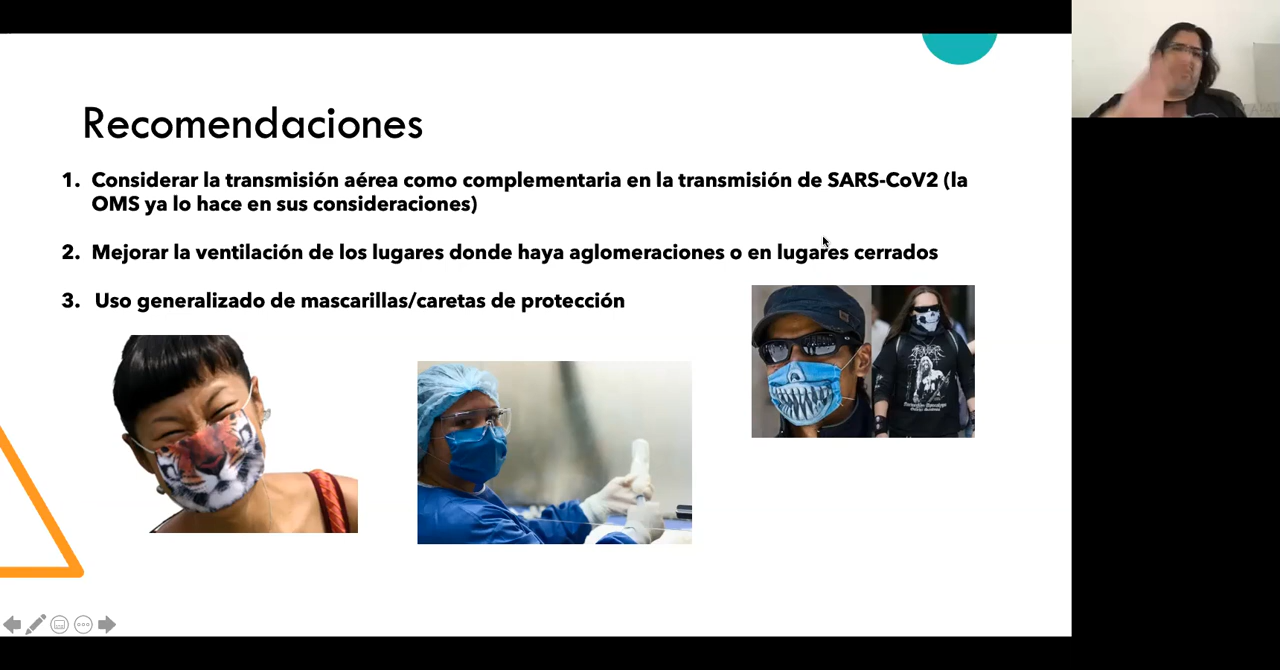 Recomendaciones
1. Considerar la transmisión aérea como complementaria en la transmisión de SARS-CoV2 (la
OMS ya lo hace en sus consideraciones)
2. Mejorar la ventilación de los lugares donde haya aglomeraciones o en lugares cerrados
3. Uso generalizado de mascarillas/caretas de protección